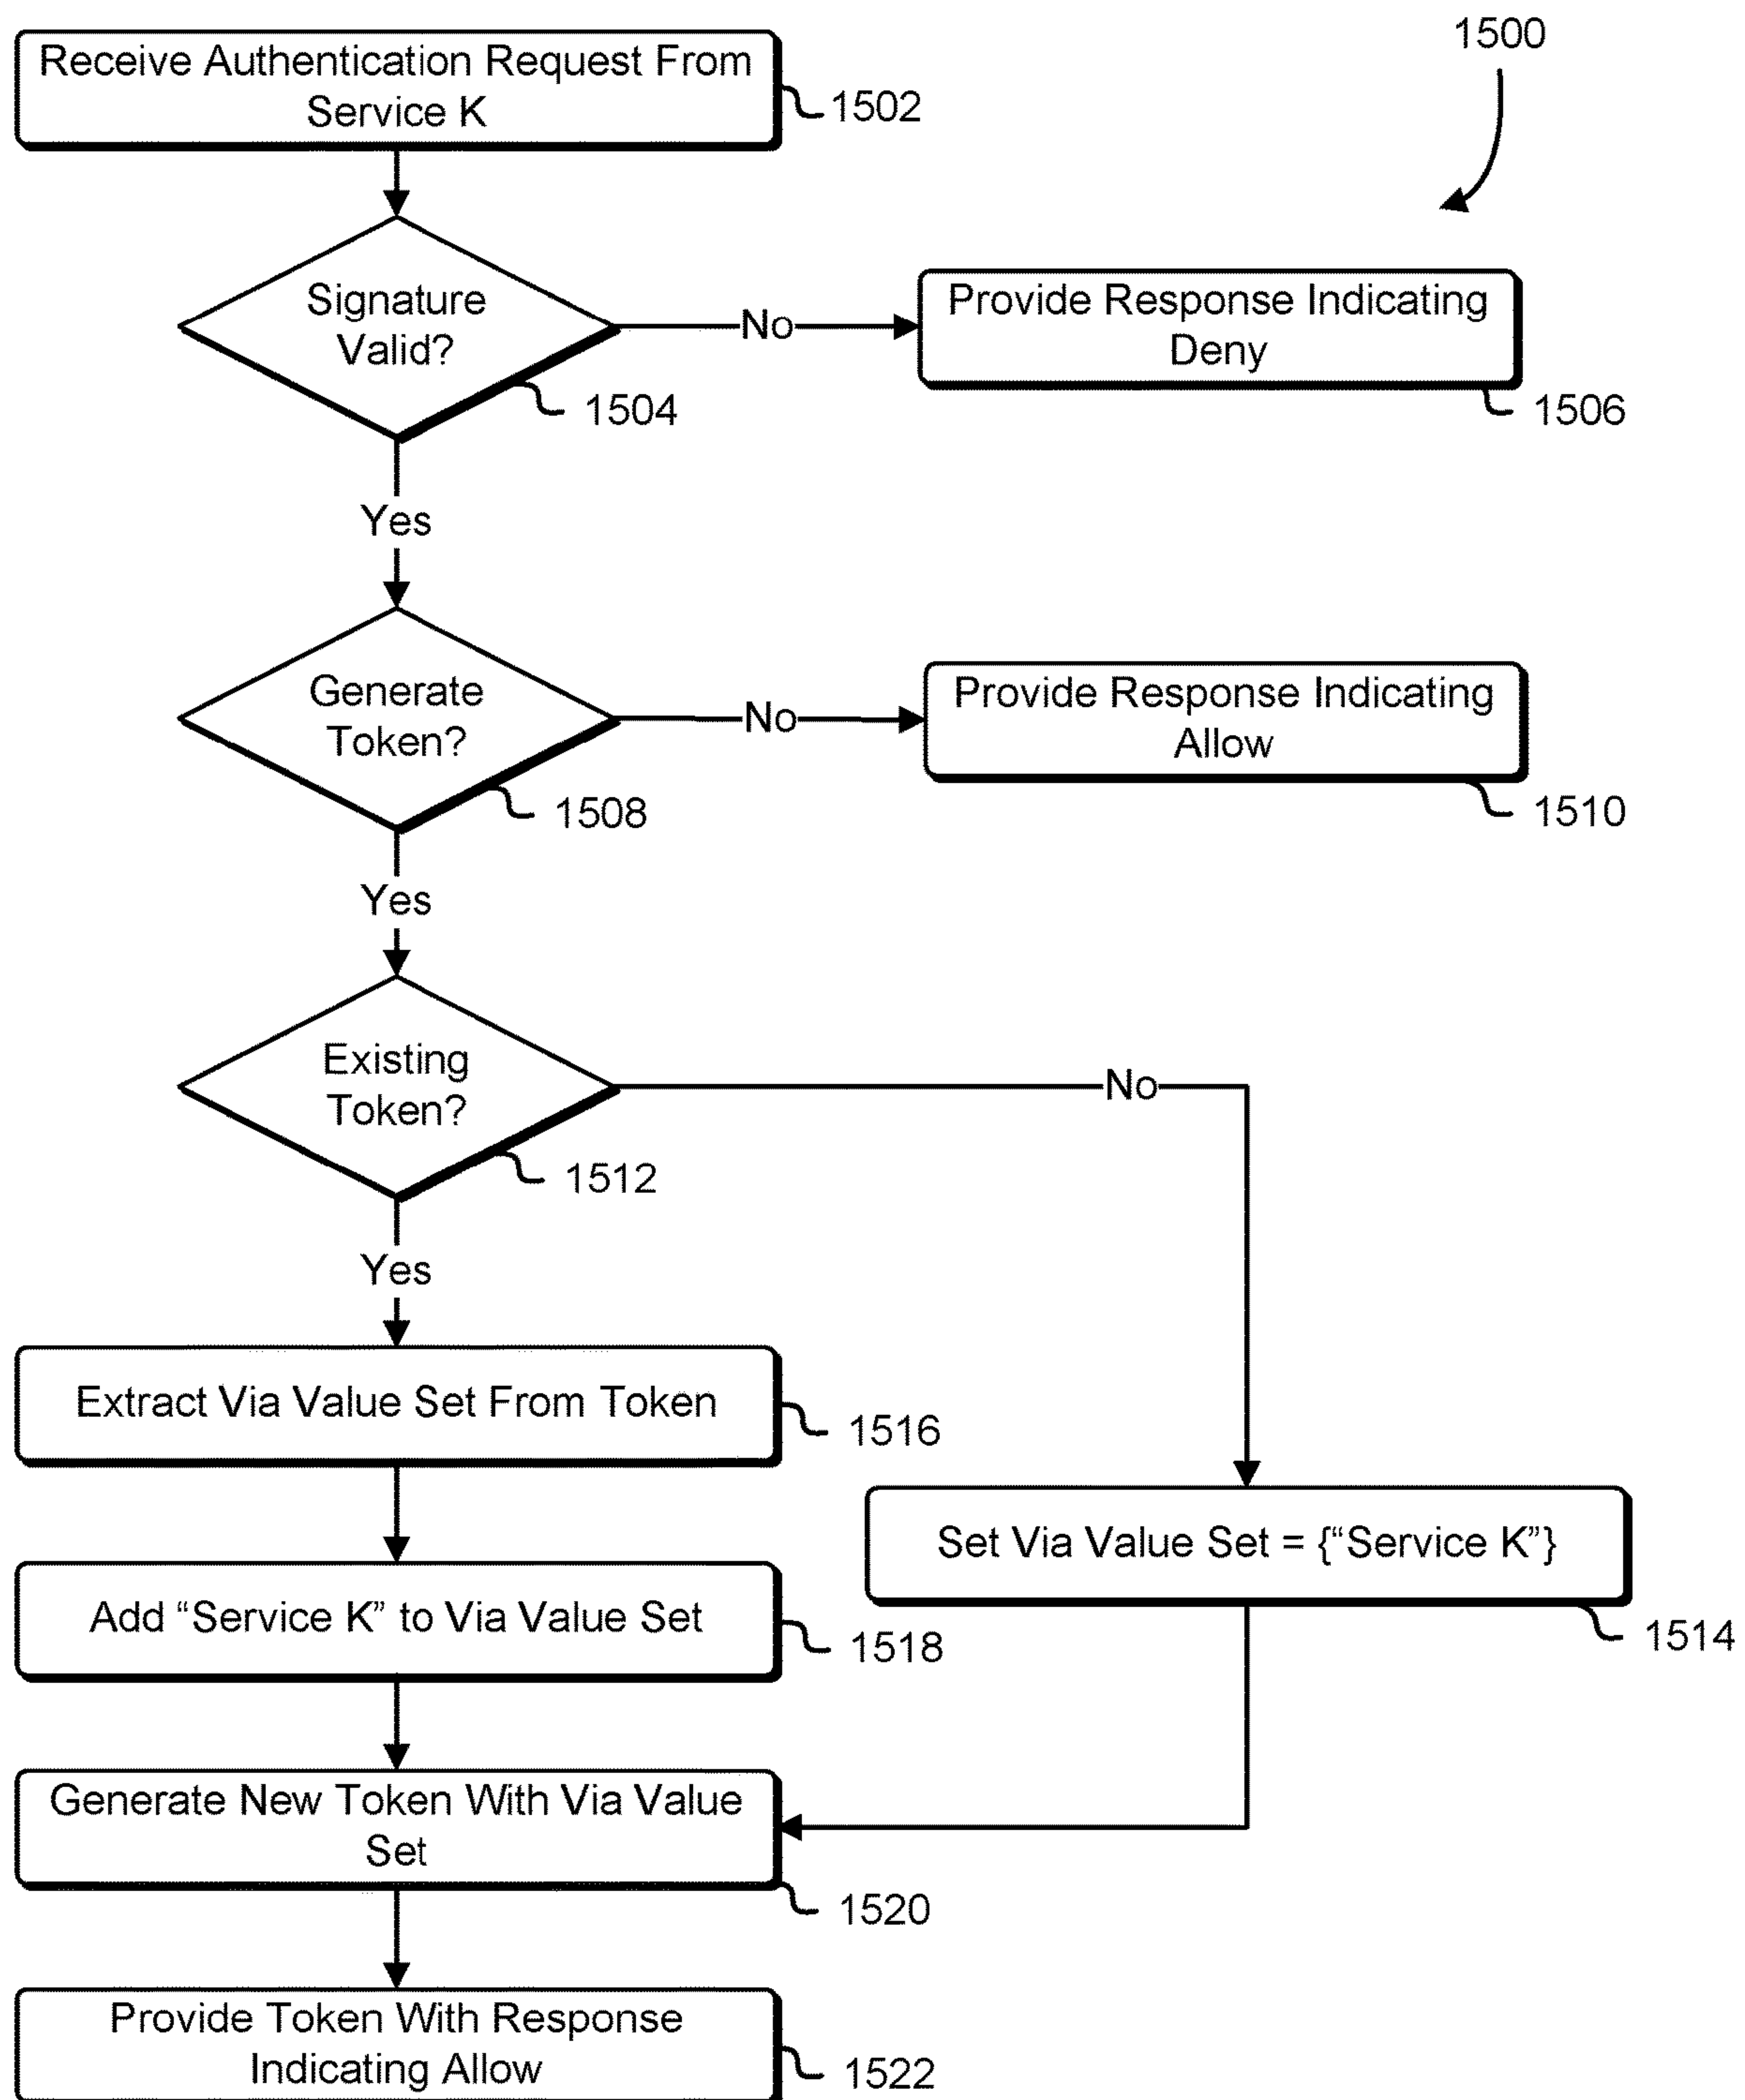 1500
Receive Authentication Request From
Service K
1502
Signature
Valid?
No
Provide Response Indicating
Deny
1504
1506
Yes
Generate
Token?
No
Provide Response Indicating
Allow
1508
1510
Yes
Existing
Token?
No
1512
Yes
Extract Via Value Set From Token
1516
Set Via Value Set = {“Service K”}
1514
Add “Service K” to Via Value Set
1518
Generate New Token With Via Value
Set
1520
Provide Token With Response
Indicating Allow
1522